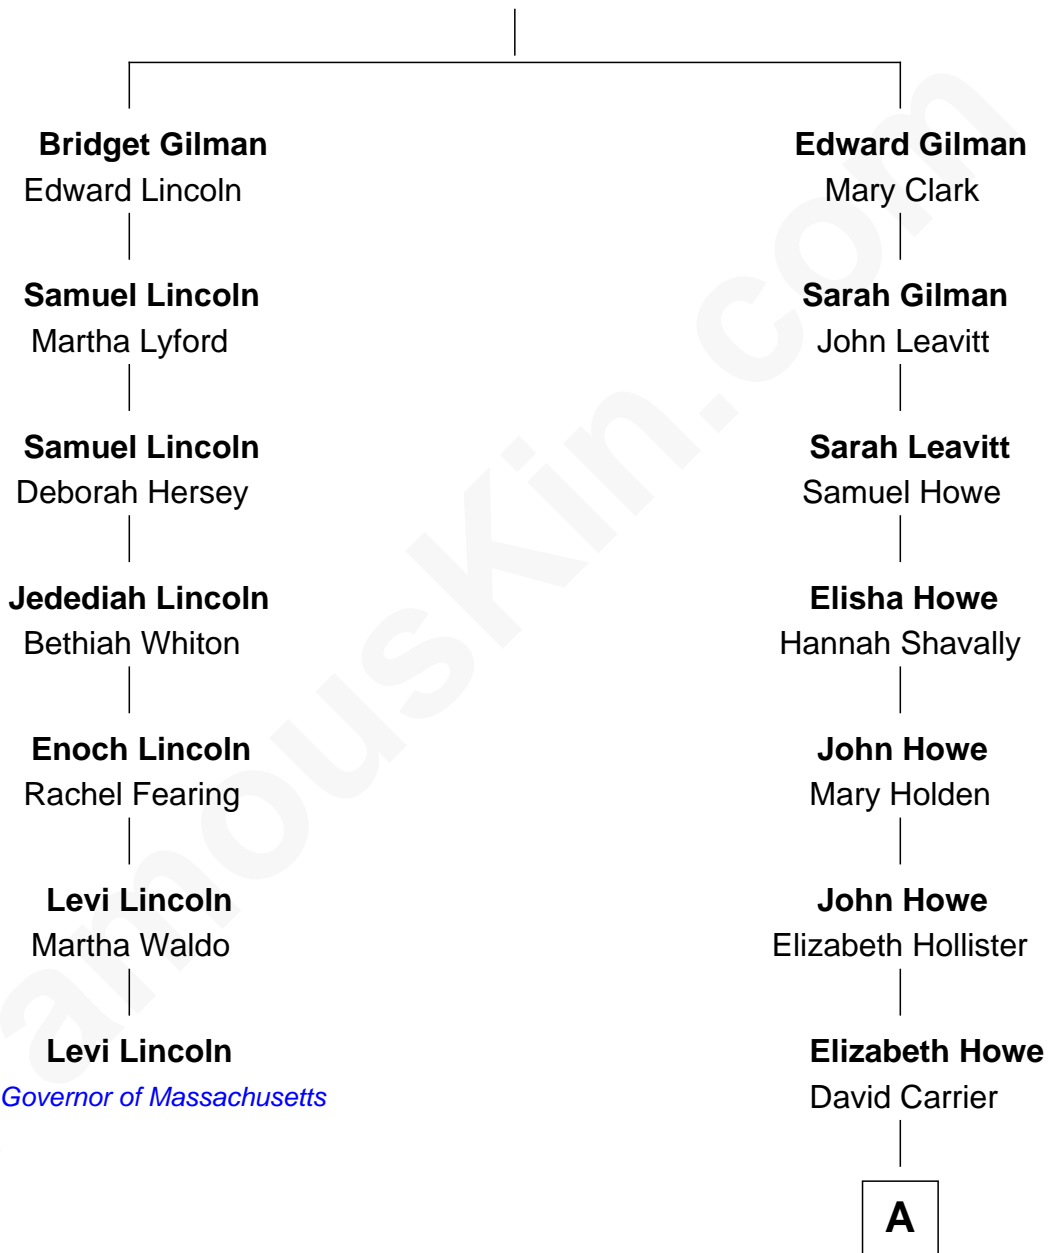 Bridget Gilman
Edward Lincoln
Edward Gilman
Mary Clark
Samuel Lincoln
Martha Lyford
Sarah Gilman
John Leavitt
Samuel Lincoln
Deborah Hersey
Sarah Leavitt
Samuel Howe
Jedediah Lincoln
Bethiah Whiton
Elisha Howe
Hannah Shavally
Enoch Lincoln
Rachel Fearing
John Howe
Mary Holden
Levi Lincoln
Martha Waldo
John Howe
Elizabeth Hollister
Levi Lincoln
Governor of Massachusetts
Elizabeth Howe
David Carrier
A
amouskin.com